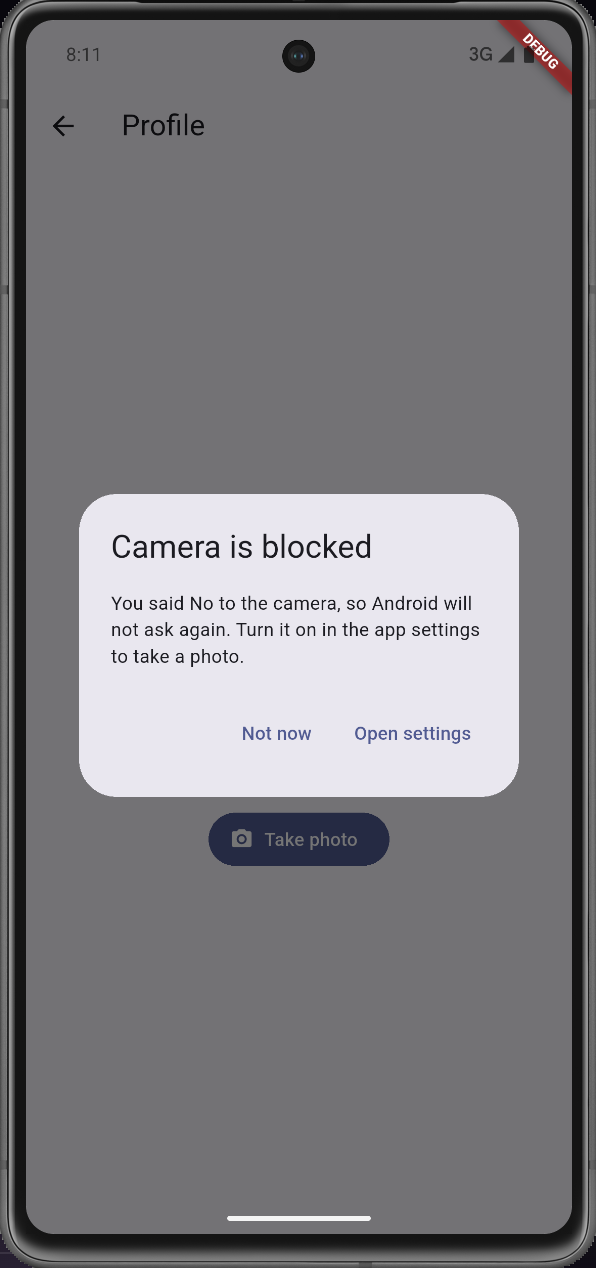 8:11
3G
DEBUG
Profile
Camera is blocked
You said No to the camera, so Android will
not ask again. Turn it on in the app settings
to take a photo.
Not now
Open settings
Take photo